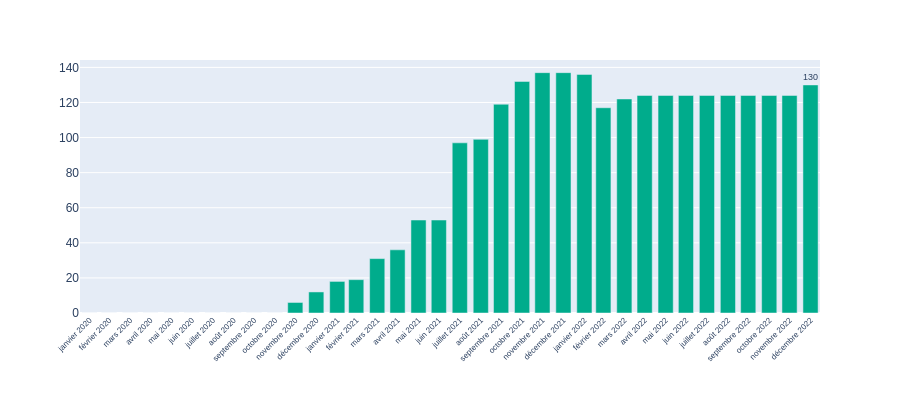 140
120
100
80
60
40
20
0
130
janvier 2020
février 2020
mars 2020
avril 2020
mai 2020
juin 2020
juillet 2020
août 2020
septembre 2020
octobre 2020
novembre 2020
décembre 2020
janvier 2021
février 2021
mars 2021
avril 2021
mai 2021
juin 2021
juillet 2021
août 2021
septembre 2021
octobre 2021
novembre 2021
décembre 2021
janvier 2022
février 2022
mars 2022
avril 2022
mai 2022
juin 2022
juillet 2022
août 2022
septembre 2022
octobre 2022
novembre 2022
décembre 2022